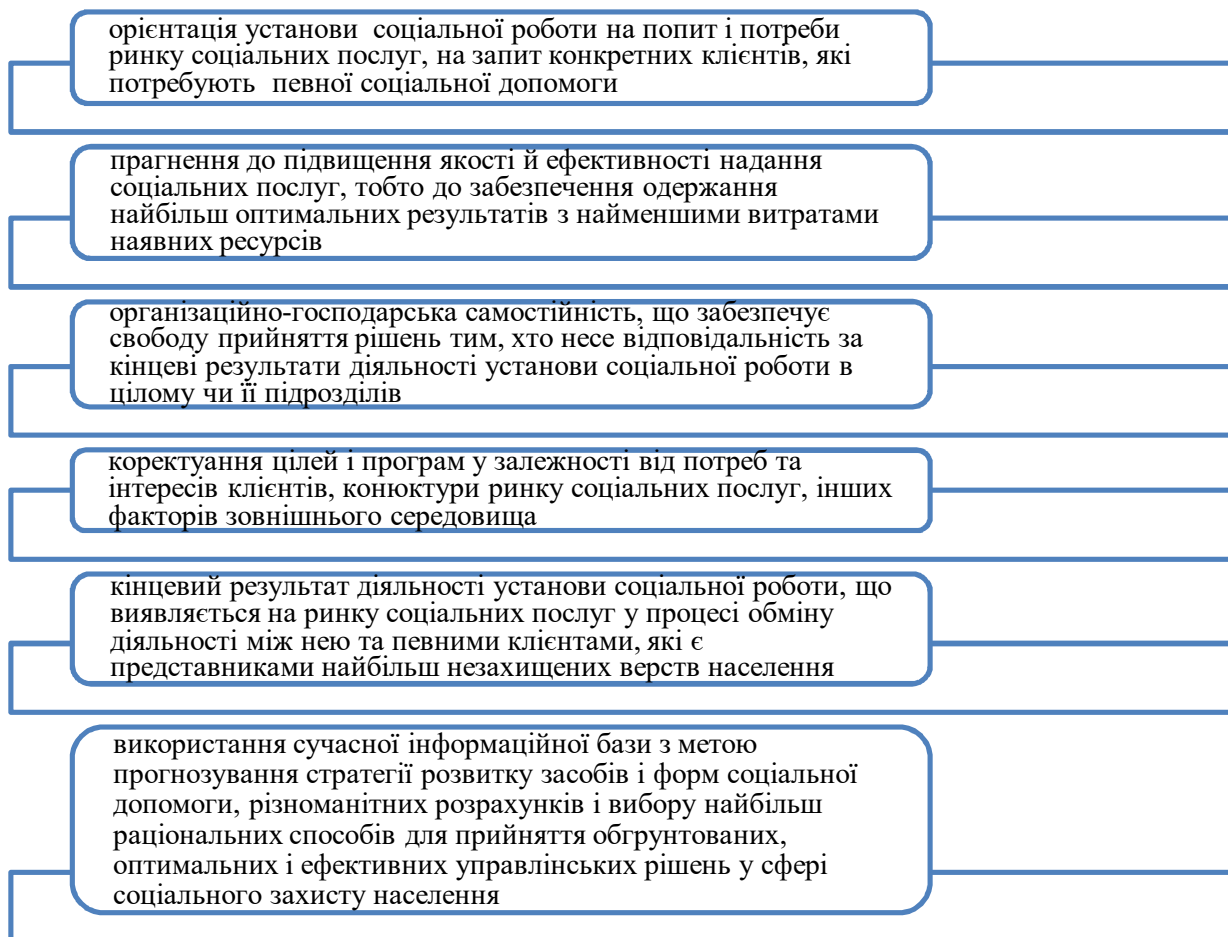 орієнтація установи соціальної роботи на попит і потреби
ринку соціальних послуг, на запит конкретних клієнтів, які
потребують певної соціальної допомоги
прагнення до підвищення якості й ефективності надання
соціальних послуг, тобто до забезпечення одержання
найбільш оптимальних результатів з найменшими витратами
наявних ресурсів
організаційно-господарська самостійність, що забезпечує
свободу прийняття рішень тим, хто несе відповідальність за
кінцеві результати діяльності установи соціальної роботи в
цілому чи її підрозділів
коректуання цілей і програм у залежності від потреб та
інтересів клієнтів, конюктури ринку соціальних послуг, інших
факторів зовнішнього середовища
кінцевий результат діяльності установи соціальної роботи, що
виявляється на ринку соціальних послуг у процесі обміну
діяльності між нею та певними клієнтами, які є
представниками найбільш незахищених верств населення
використання сучасної інформаційної бази з метою
прогнозування стратегії розвитку засобів і форм соціальної
допомоги, різноманітних розрахунків і вибору найбільш
раціональних способів для прийняття обгрунтованих,
оптимальних і ефективних управлінських рішень у сфері
соціального захисту населення